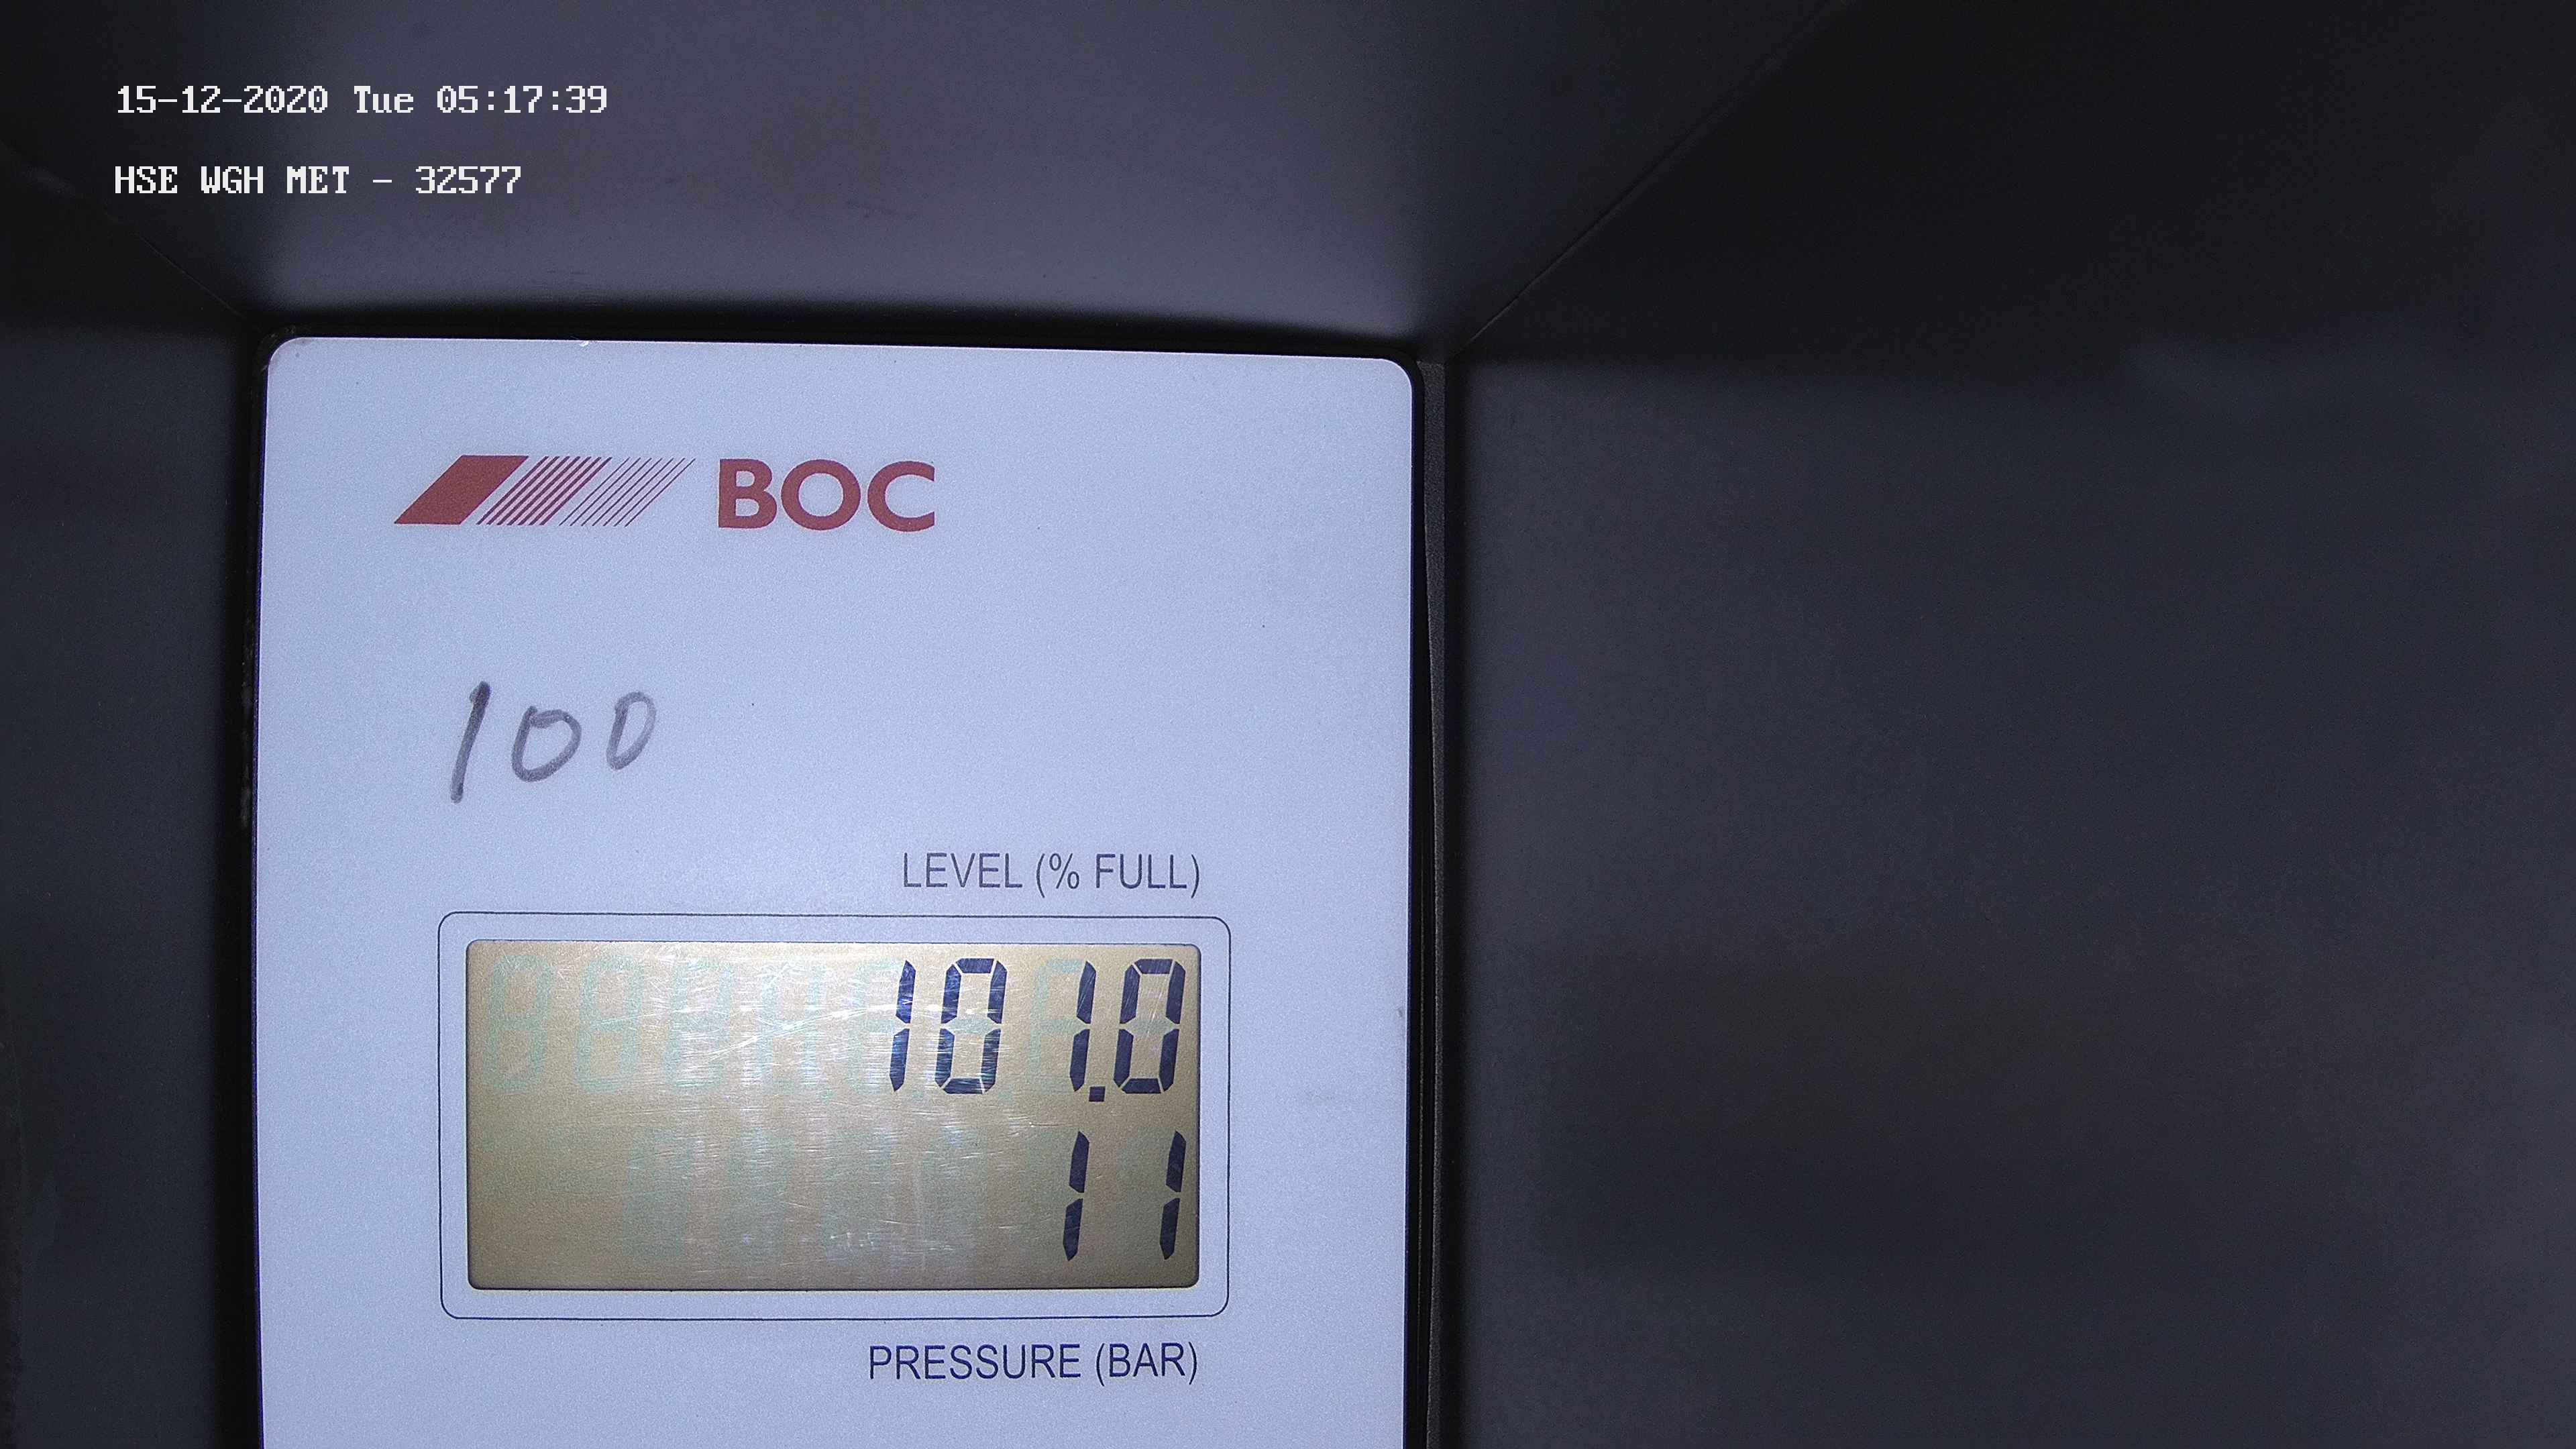 15-12-2020 Tue 05:17:39
HSE WGH MET - 32577
BOC
100
LEVEL (% FULL)
101.0
11
PRESSURE (BAR)